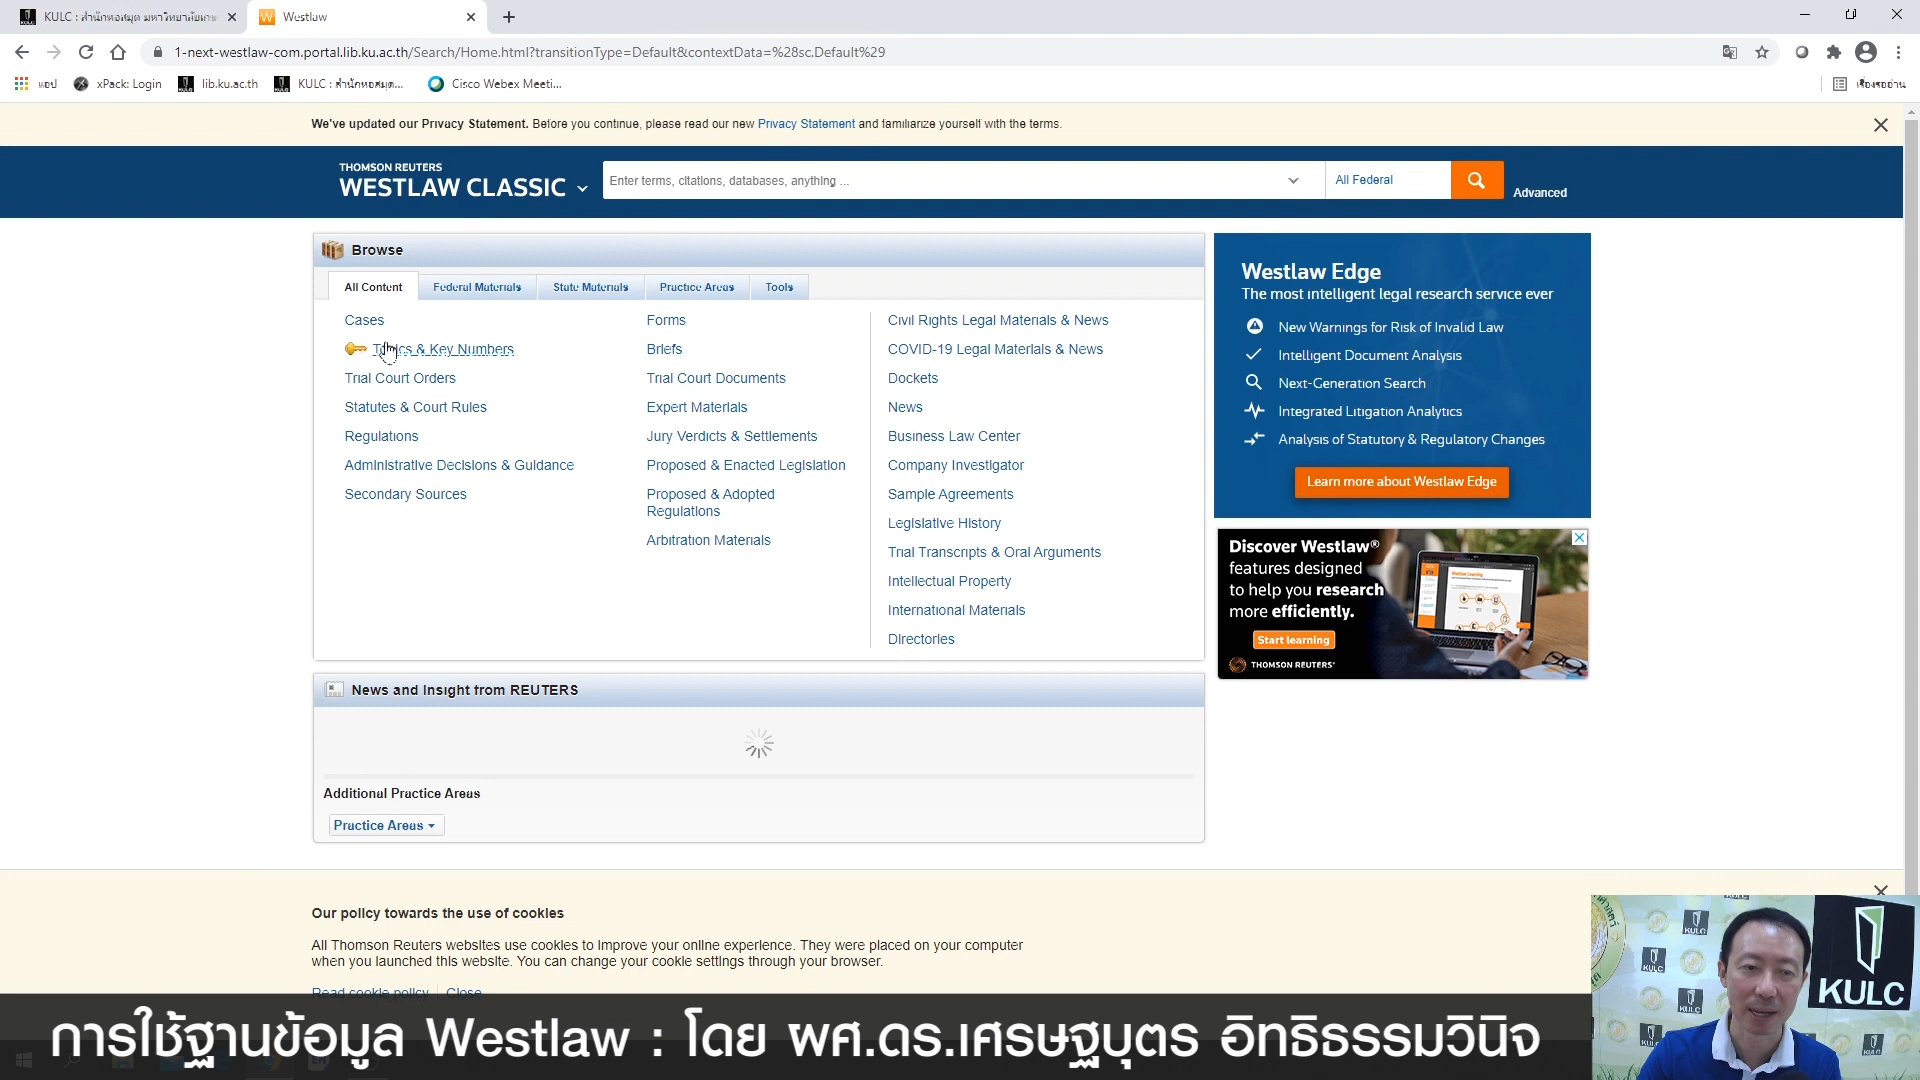 KULC : สำนักหอสมุด มหาวิทยาลัยเกษ
Westlaw
1-next-westlaw-com.portal.lib.ku.ac.th/Search/Home.html?transitionType=Default&contextData=%28sc.Default%29
แอป
xPack: Login
lib.ku.ac.th
KULC : สำนักหอสมุด...
Cisco Webex Meeti...
We've updated our Privacy Statement. Before you continue, please read our new Privacy Statement and familiarize yourself with the terms.
THOMSON REUTERS
WESTLAW CLASSIC
Enter terms, citations, databases, anything ...
All Federal
Advanced
Browse
All Content
Federal Materials
State Materials
Practice Areas
Tools
Cases
Topics & Key Numbers
Trial Court Orders
Statutes & Court Rules
Regulations
Administrative Decisions & Guidance
Secondary Sources
Forms
Briefs
Trial Court Documents
Expert Materials
Jury Verdicts & Settlements
Proposed & Enacted Legislation
Proposed & Adopted
Regulations
Arbitration Materials
Civil Rights Legal Materials & News
COVID-19 Legal Materials & News
Dockets
News
Business Law Center
Company Investigator
Sample Agreements
Legislative History
Trial Transcripts & Oral Arguments
Intellectual Property
International Materials
Directories
Westlaw Edge
The most intelligent legal research service ever
New Warnings for Risk of Invalid Law
Intelligent Document Analysis
Next-Generation Search
Integrated Litigation Analytics
Analysis of Statutory & Regulatory Changes
Learn more about Westlaw Edge
Discover Westlaw®
features designed
to help you research
more efficiently.
Start learning
THOMSON REUTERS®
News and Insight from REUTERS
Additional Practice Areas
Practice Areas
Our policy towards the use of cookies
All Thomson Reuters websites use cookies to improve your online experience. They were placed on your computer
when you launched this website. You can change your cookie settings through your browser.
Read cookie policy
Close
KULC
KULC
KULC
KULC
KULC
การใช้ฐานข้อมูล Westlaw : โดย ผศ.ดร.เศรษฐบุตร อิทธิธรรมวินิจ